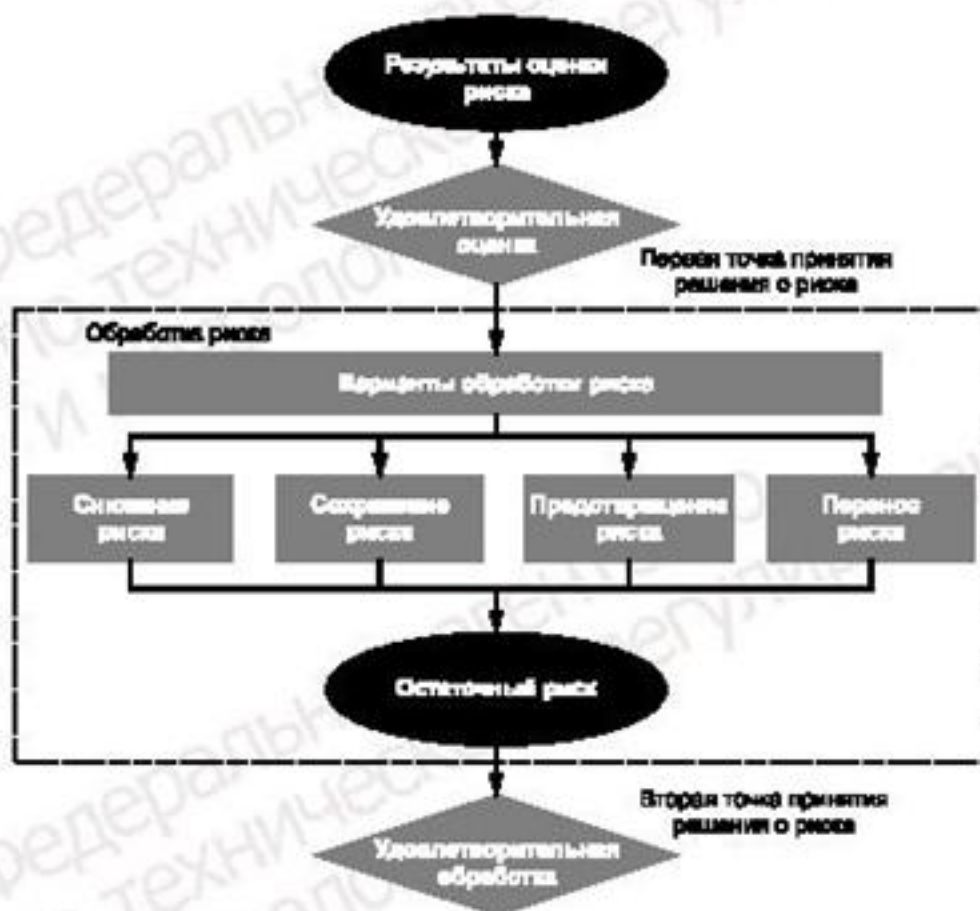 Результаты оценки
риска
Удовлетворительная
оценка
Первая точка принятия
решения о риске
Обработка риска
Варианты обработки риска
Снижение
риска
Сохранение
риска
Предотвращение
риска
Перенос
риска
Остаточный риск
Вторая точка принятия
решения о риске
Удовлетворительная
обработка